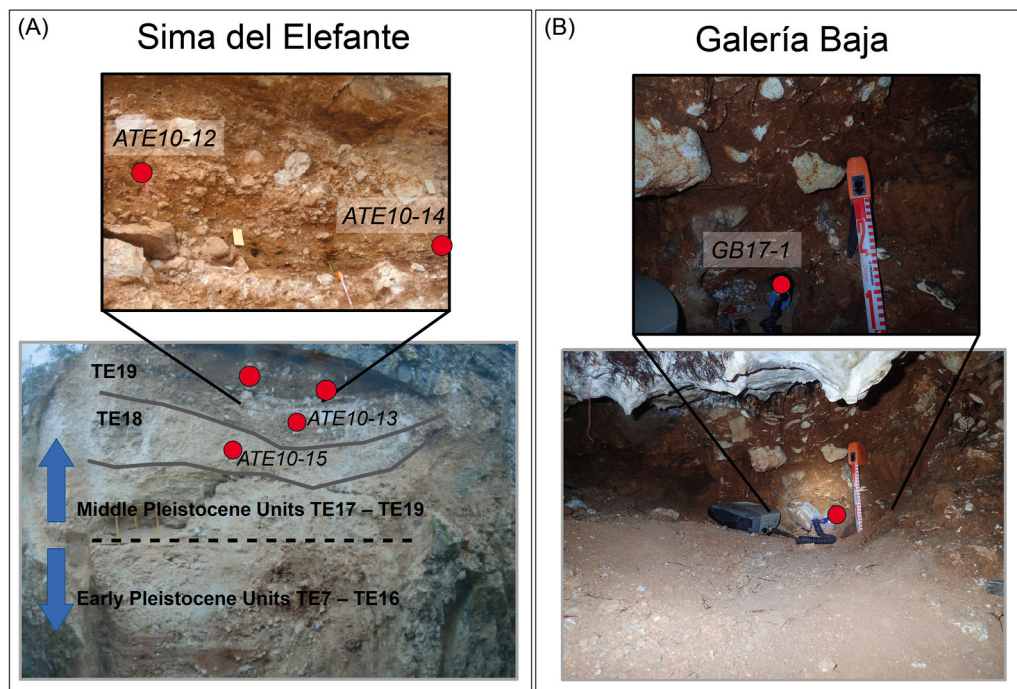 (A)
Sima del Elefante
ATE10-12
ATE10-14
TE19
TE18
ATE10-13
ATE10-15
Middle Pleistocene Units TE17 – TE19
Early Pleistocene Units TE7 – TE16
(B)
Galería Baja
GB17-1